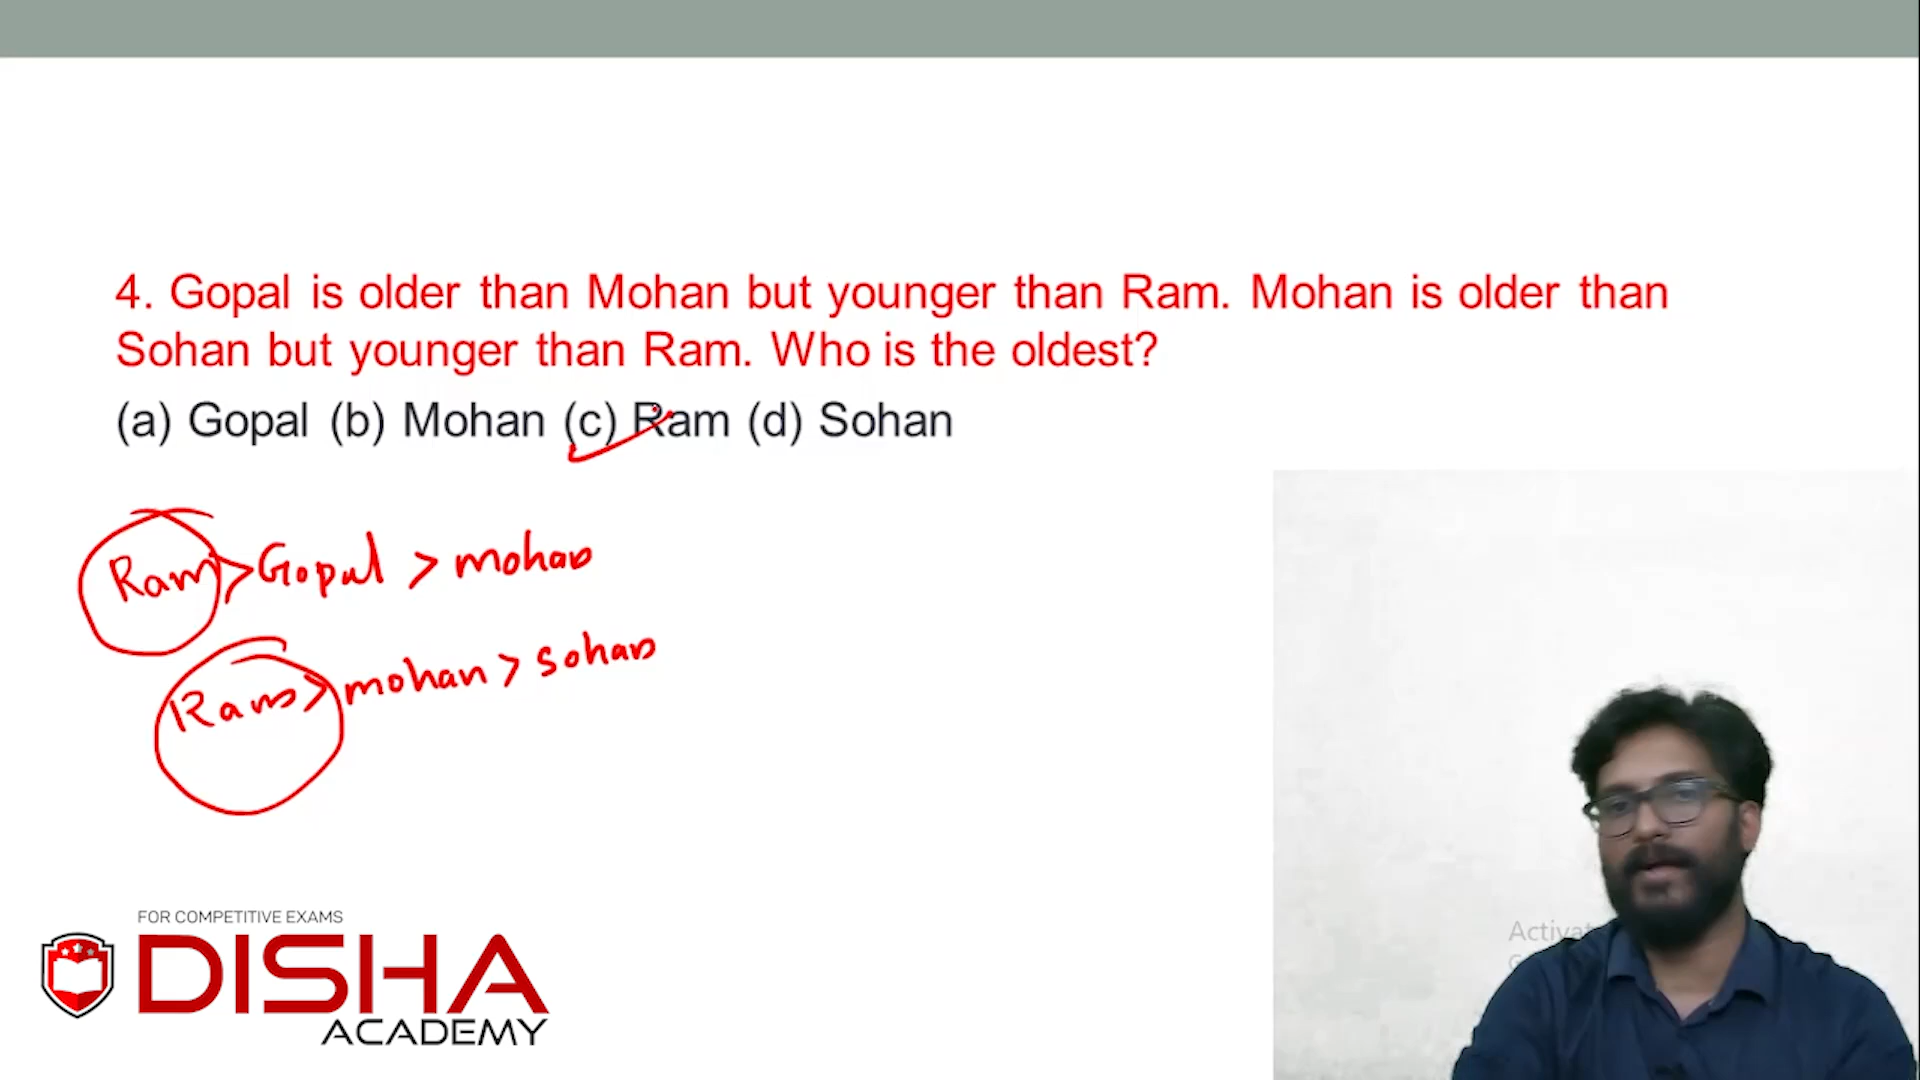 4. Gopal is older than Mohan but younger than Ram. Mohan is older than
Sohan but younger than Ram. Who is the oldest?
(a) Gopal (b) Mohan (c) Ram (d) Sohan
Ram > Gopal > mohan
Ram > mohan > sohan
FOR COMPETITIVE EXAMS
DISHA
ACADEMY